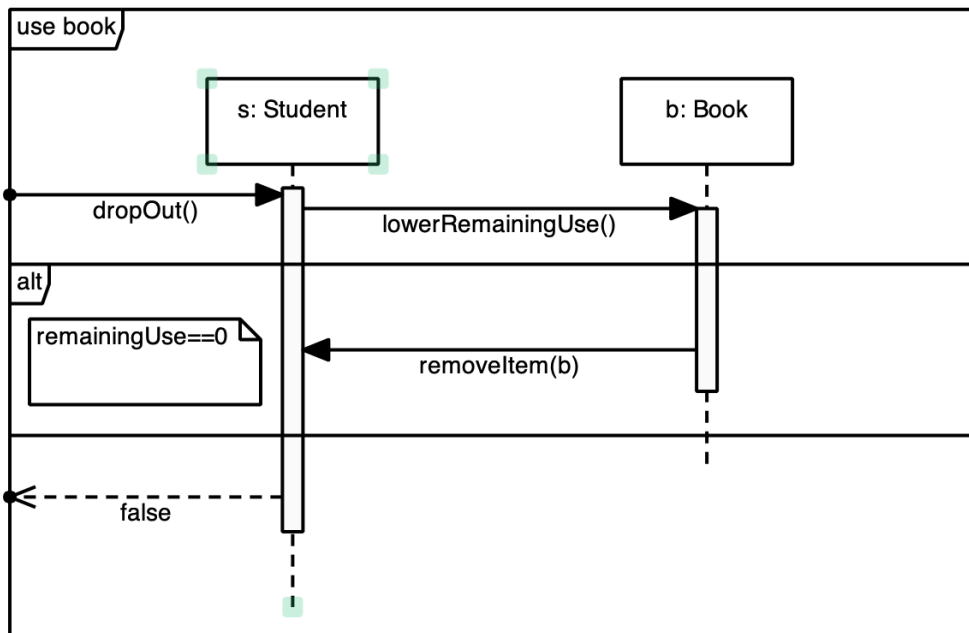 use book
s: Student
b: Book
dropOut()
lowerRemainingUse()
alt
remainingUse==0
removeItem(b)
false